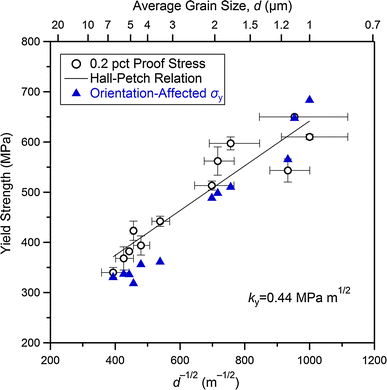 Average Grain Size, d (μm)
20 10 7 5 4 3 2 1.2 1 0.7
0.2 pct Proof Stress
Hall-Petch Relation
Orientation-Affected σy
Yield Strength (MPa)
800
700
600
500
400
300
200
ky=0.44 MPa m1/2
200 400 600 800 1000 1200
d−1/2 (m−1/2)